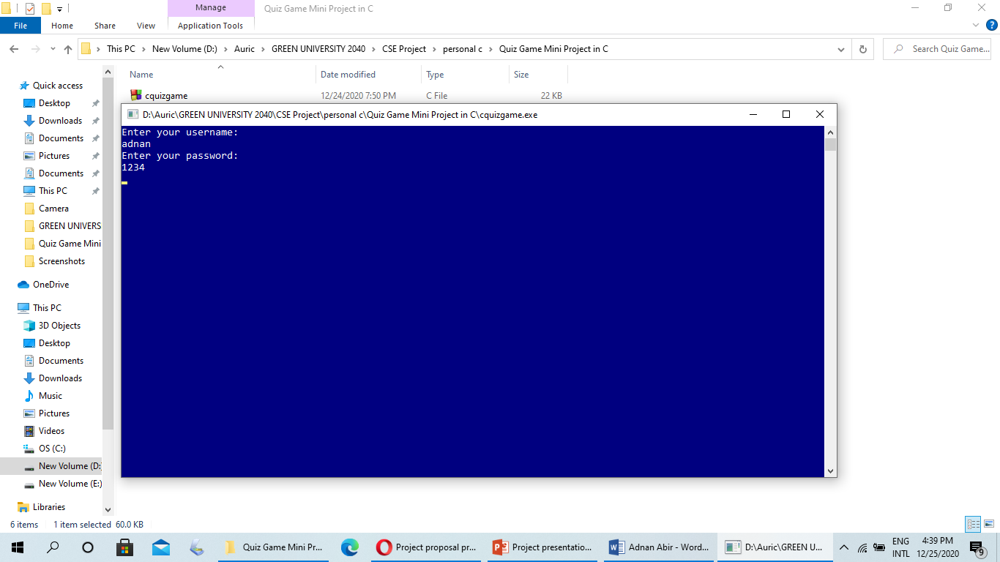 Manage
Quiz Game Mini Project in C
File Home Share View Application Tools
This PC New Volume (D:) Auric GREEN UNIVERSITY 2040 CSE Project personal c Quiz Game Mini Project in C
Search Quiz Game...
Name Date modified Type Size
cquizgame 12/24/2020 7:50 PM C File 22 KB
D:\Auric\GREEN UNIVERSITY 2040\CSE Project\personal c\Quiz Game Mini Project in C\cquizgame.exe
Enter your username:
adnan
Enter your password:
1234
Quick access
Desktop
Downloads
Documents
Pictures
Documents
This PC
Camera
GREEN UNIVERS
Quiz Game Mini
Screenshots
OneDrive
This PC
3D Objects
Desktop
Documents
Downloads
Music
Pictures
Videos
OS (C:)
New Volume (D:
New Volume (E:)
Libraries
6 items 1 item selected 60.0 KB
Quiz Game Mini Pr...
Project proposal pr...
Project presentatio...
Adnan Abir - Word...
D:\Auric\GREEN U...
ENG
INTL
4:39 PM
12/25/2020
9